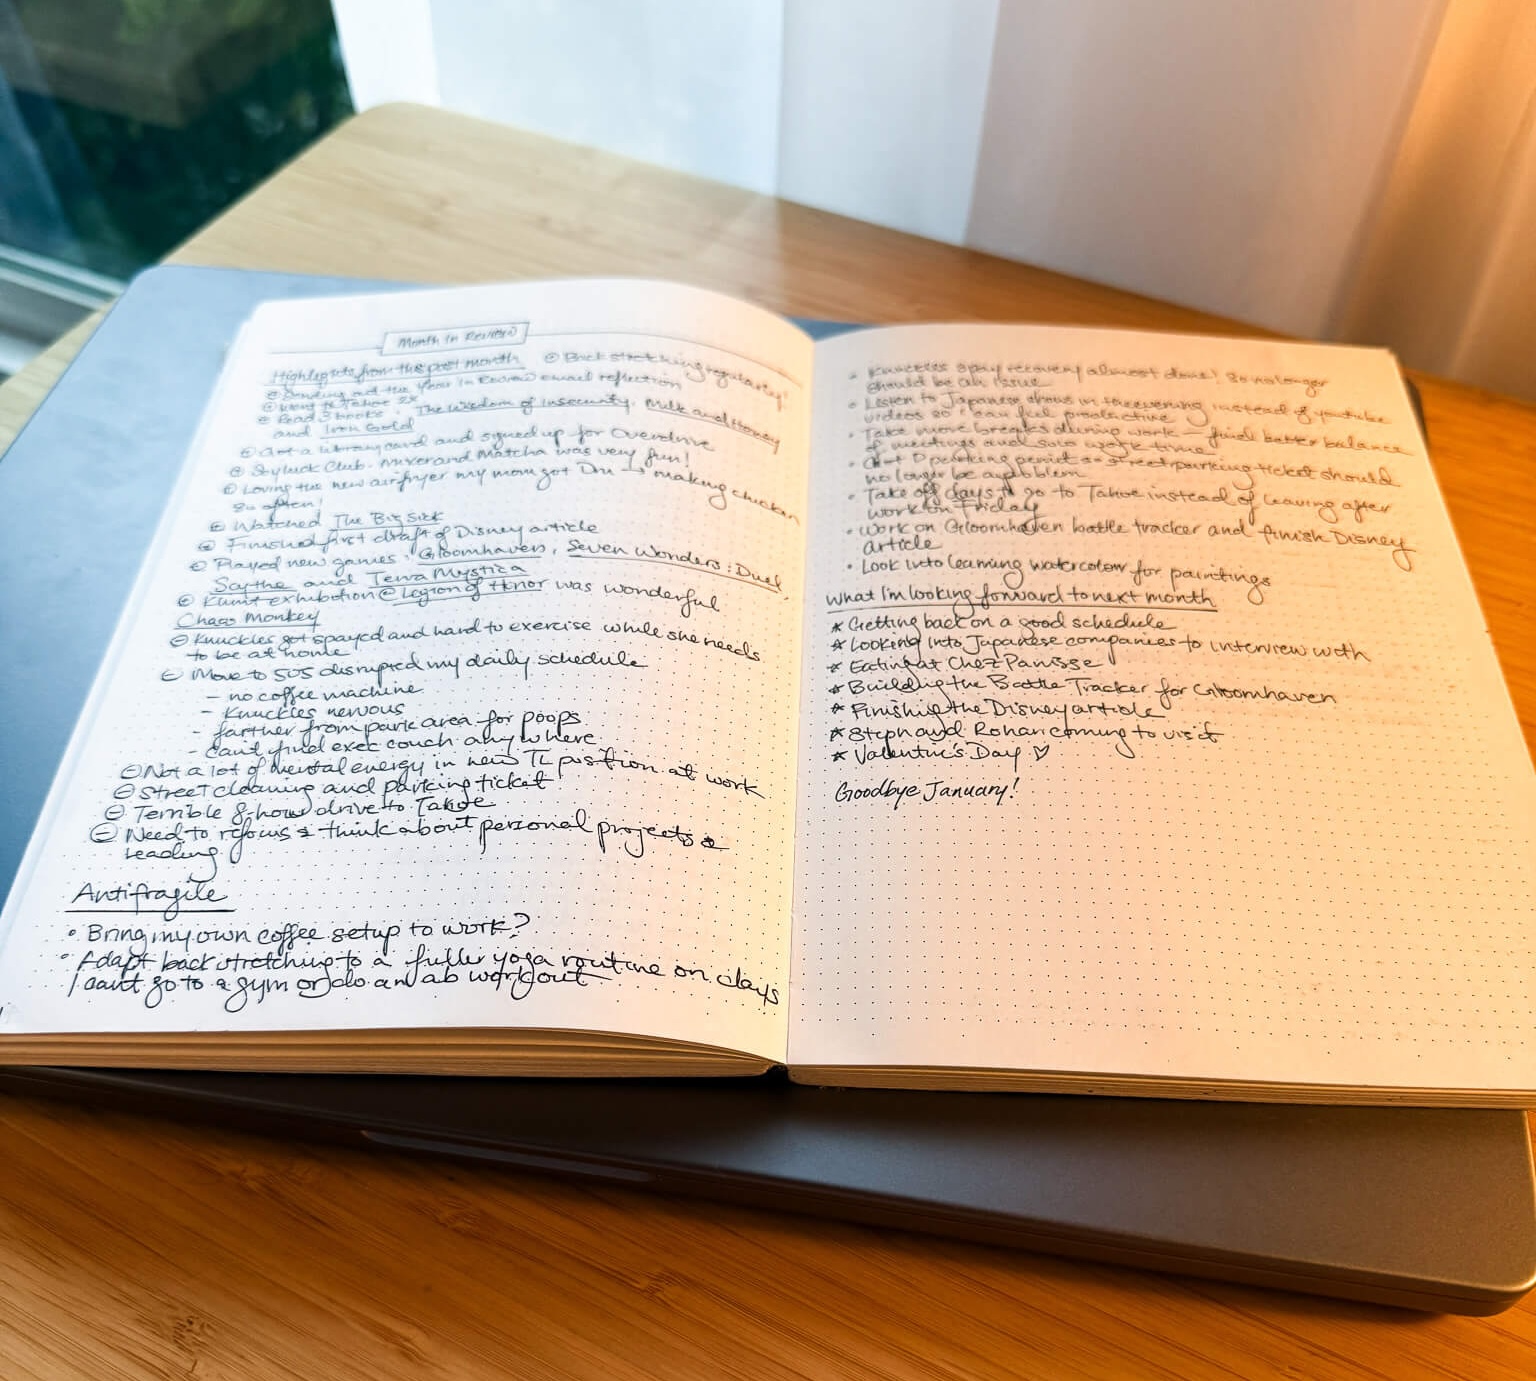 Month in Review
Highlights from the past month ⊕ Back stretching regularly!
⊕ Sending out the Year in Review email reflection
⊕ Went to Tahoe 2x
⊕ Read 3 books: The Wisdom of Insecurity, Milk and Honey
and Iron Gold
⊕ Got a library card and signed up for Overdrive
⊕ Skyluck Club. Mixer and Matcha was very fun!
⊕ Loving the new airfryer my mom got Dru → making chicken
so often!
⊕ Watched The Big Sick
⊕ Finished first draft of Disney article
⊕ Played new games: Gloomhaven, Seven Wonders: Duel,
Scythe and Terra Mystica
⊕ exhibition @ Legion of Honor was wonderful
Chaos Monkey
⊖ Knuckles got spayed and hard to exercise while she needs
to be at home
⊖ Move to 505 disrupted my daily schedule
- no coffee machine
- Knuckles nervous
- farther from park area for poops
- can't find exec couch anywhere
⊖ Not a lot of mental energy in new TL position at work
⊖ Street cleaning and parking ticket
⊖ Terrible 8 hour drive to Tahoe
⊖ Need to refocus & think about personal projects &
reading
Antifragile
• Bring my own coffee setup to work?
• Adapt back stretching to a fuller yoga routine on days
I can't go to a gym or do an ab workout
• Knuckles spay recovery almost done! so no longer
should be an issue
• Listen to Japanese shows in the evening instead of youtube
videos so I can feel productive
• Take more breaks during work - find better balance
of meetings and solo work time
• Got D parking permit so street parking ticket should
no longer be a problem
• Take off days to go to Tahoe instead of leaving after
work on Friday
• Work on Gloomhaven battle tracker and finish Disney
article
• Look into learning watercolor for paintings
What I'm looking forward to next month
* Getting back on a good schedule
* Looking into Japanese companies to interview with
* Eating at Chez Panisse
* Building the Battle Tracker for Gloomhaven
* Finishing the Disney article
* Steph and Rohan coming to visit
* Valentine's Day ♡
Goodbye January!